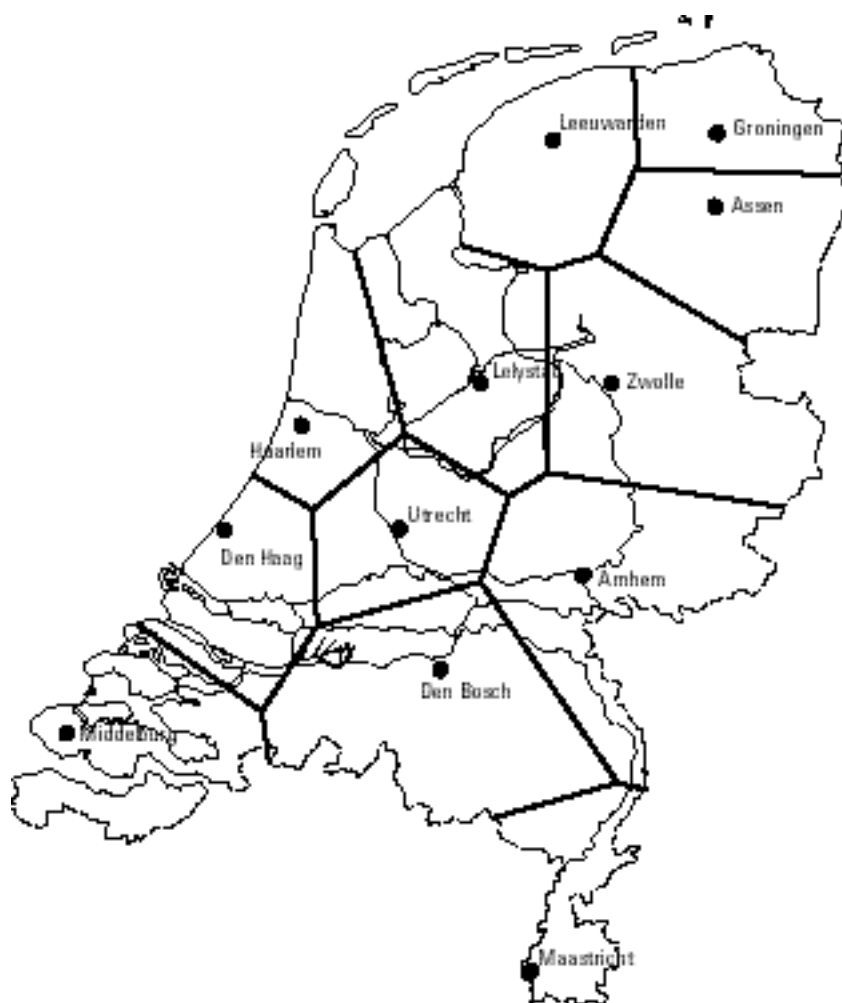 Leeuwarden
Groningen
Assen
Lelystad
Zwolle
Haarlem
Utrecht
Den Haag
Arnhem
Den Bosch
Middelburg
Maastricht